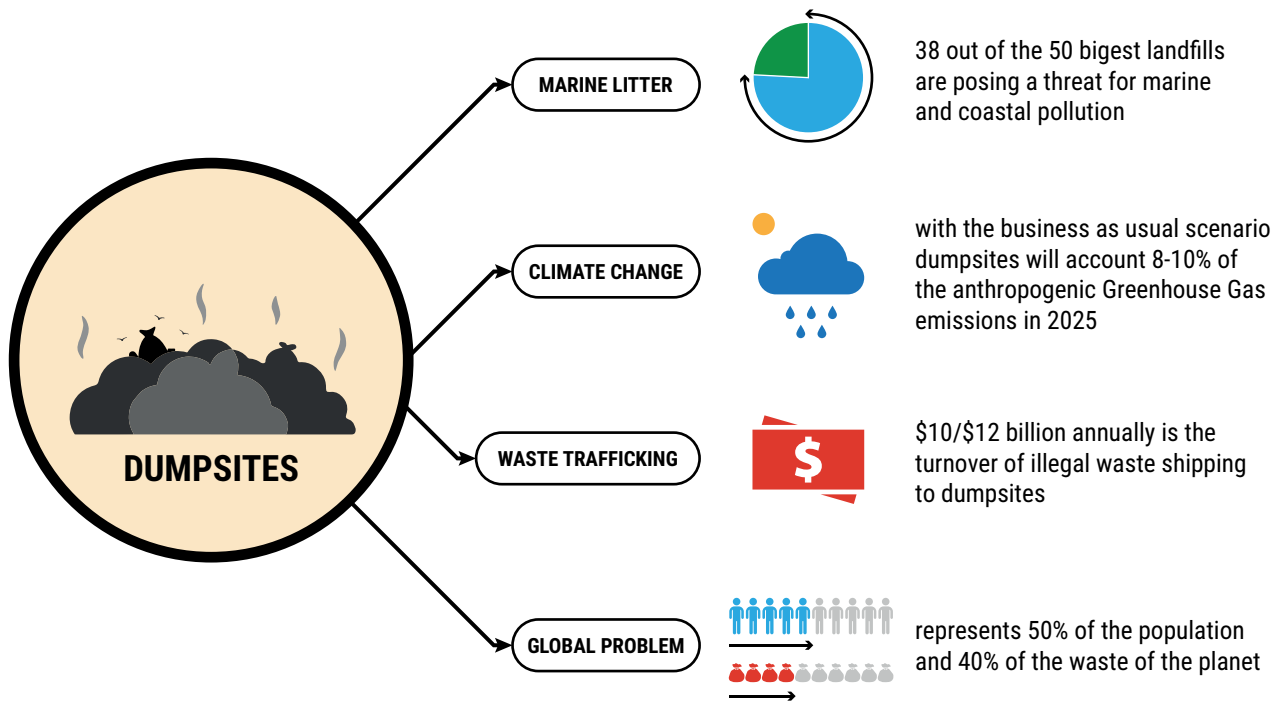 MARINE LITTER
38 out of the 50 bigest landfills
are posing a threat for marine
and coastal pollution
CLIMATE CHANGE
with the business as usual scenario
dumpsites will account 8-10% of
the anthropogenic Greenhouse Gas
emissions in 2025
DUMPSITES
WASTE TRAFFICKING
$
$10/$12 billion annually is the
turnover of illegal waste shipping
to dumpsites
GLOBAL PROBLEM
represents 50% of the population
and 40% of the waste of the planet